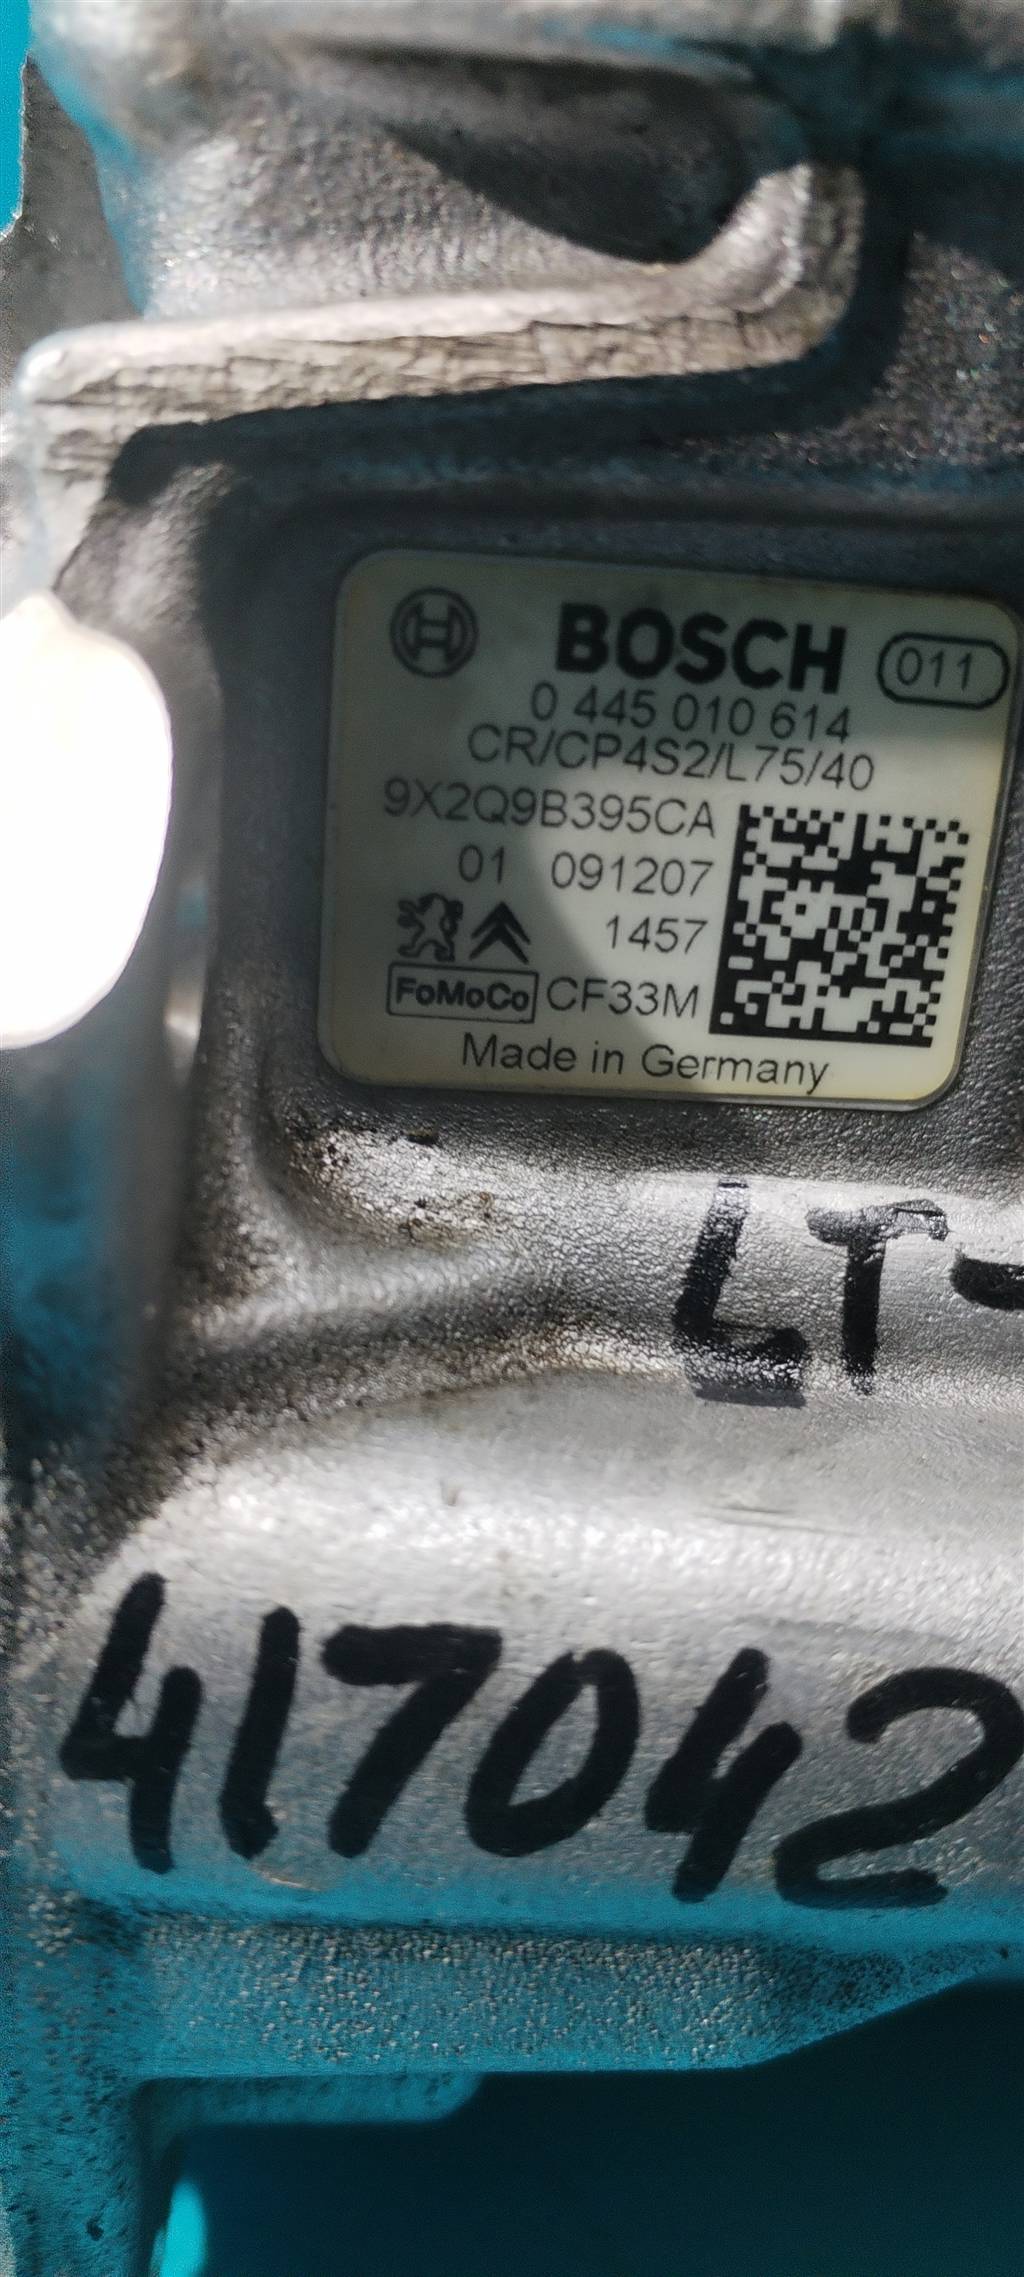 BOSCH 011
0 445 010 614
CR/CP4S2/L75/40
9X2Q9B395CA
01 091207
1457
FoMoCo CF33M
Made in Germany
LT-
417042